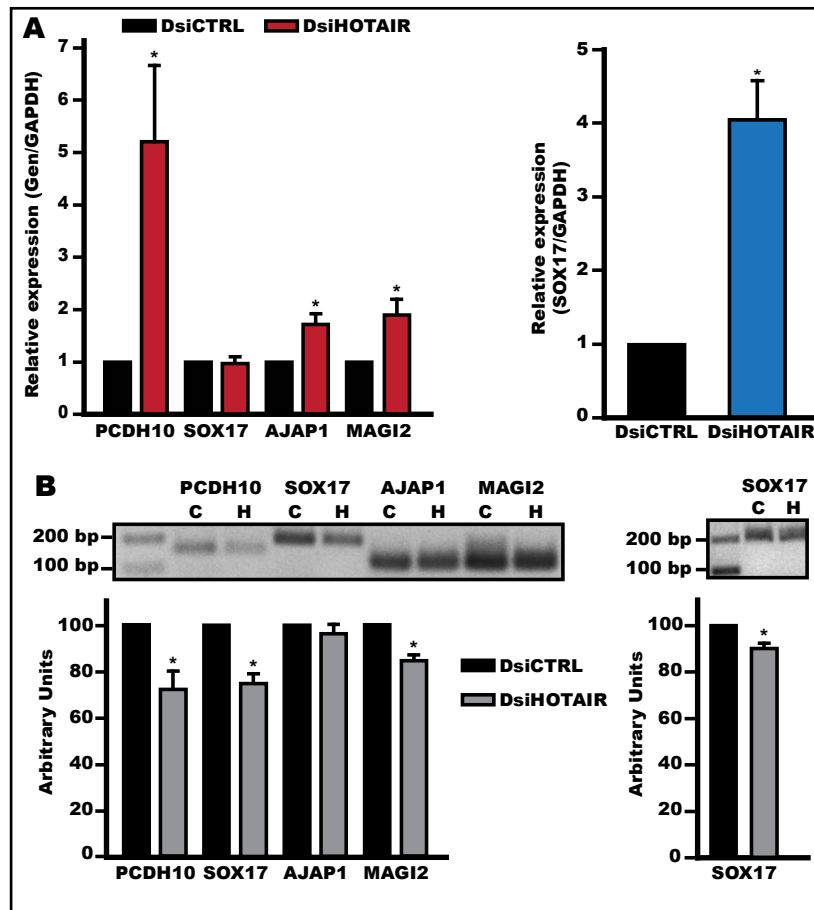 A
DsiCTRL DsiHOTAIR
Relative expression (Gen/GAPDH)
7
6
5
4
3
2
1
0
* * *
PCDH10 SOX17 AJAP1 MAGI2
Relative expression
(SOX17/GAPDH)
5
4
3
2
1
0
*
DsiCTRL DsiHOTAIR
B
PCDH10 SOX17 AJAP1 MAGI2
C H C H C H C H
200 bp
100 bp
SOX17
C H
200 bp
100 bp
Arbitrary Units
100
80
60
40
20
0
* * *
PCDH10 SOX17 AJAP1 MAGI2
DsiCTRL
DsiHOTAIR
Arbitrary Units
100
80
60
40
20
0
*
SOX17